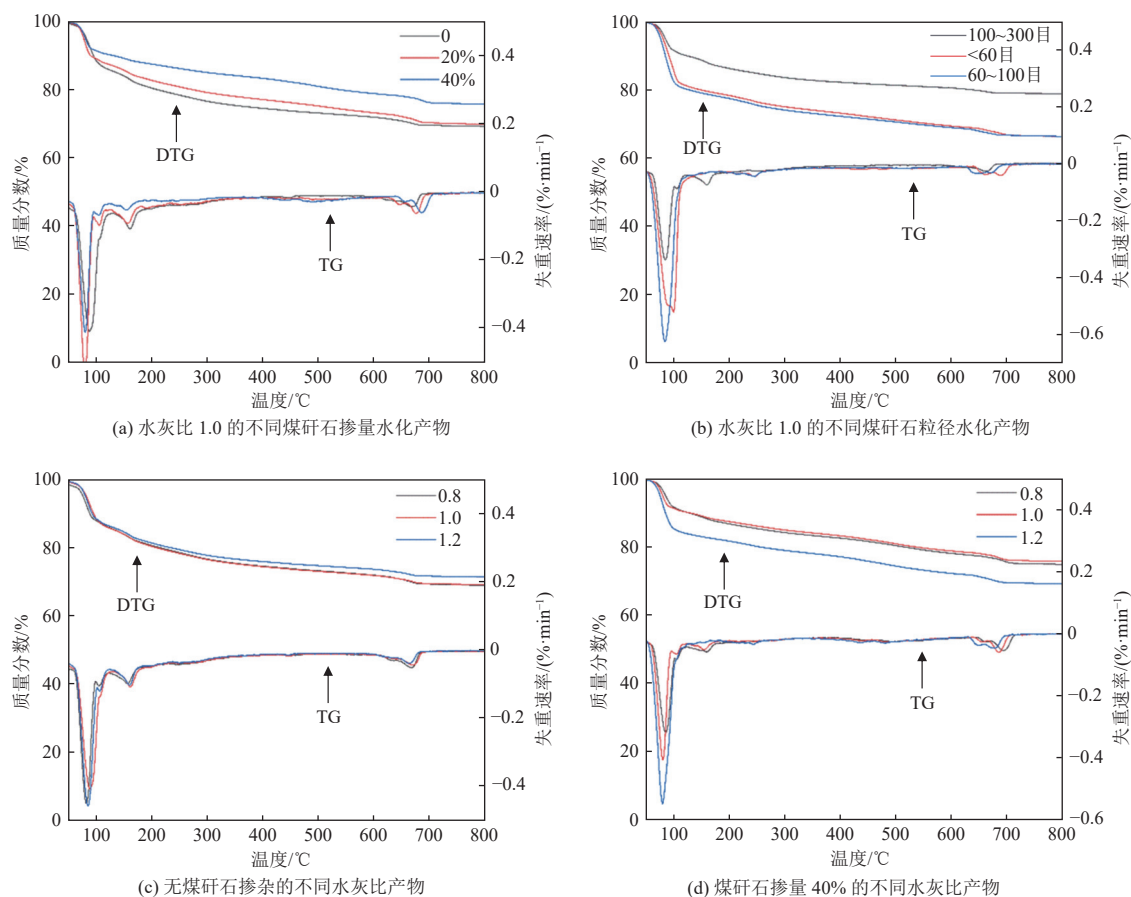 100
80
60
40
20
0
质量分数/%
0
20%
40%
DTG
TG
0.4
0.2
0
−0.2
−0.4
失重速率/(%·min⁻¹)
100 200 300 400 500 600 700 800
温度/℃
(a) 水灰比 1.0 的不同煤矸石掺量水化产物
100
80
60
40
20
0
质量分数/%
100~300目
<60目
60~100目
DTG
TG
0.4
0.2
0
−0.2
−0.4
−0.6
失重速率/(%·min⁻¹)
100 200 300 400 500 600 700 800
温度/℃
(b) 水灰比 1.0 的不同煤矸石粒径水化产物
100
80
60
40
20
0
质量分数/%
0.8
1.0
1.2
DTG
TG
0.4
0.2
0
−0.2
−0.4
失重速率/(%·min⁻¹)
100 200 300 400 500 600 700 800
温度/℃
(c) 无煤矸石掺杂的不同水灰比产物
100
80
60
40
20
0
质量分数/%
0.8
1.0
1.2
DTG
TG
0.4
0.2
0
−0.2
−0.4
−0.6
失重速率/(%·min⁻¹)
100 200 300 400 500 600 700 800
温度/℃
(d) 煤矸石掺量 40% 的不同水灰比产物